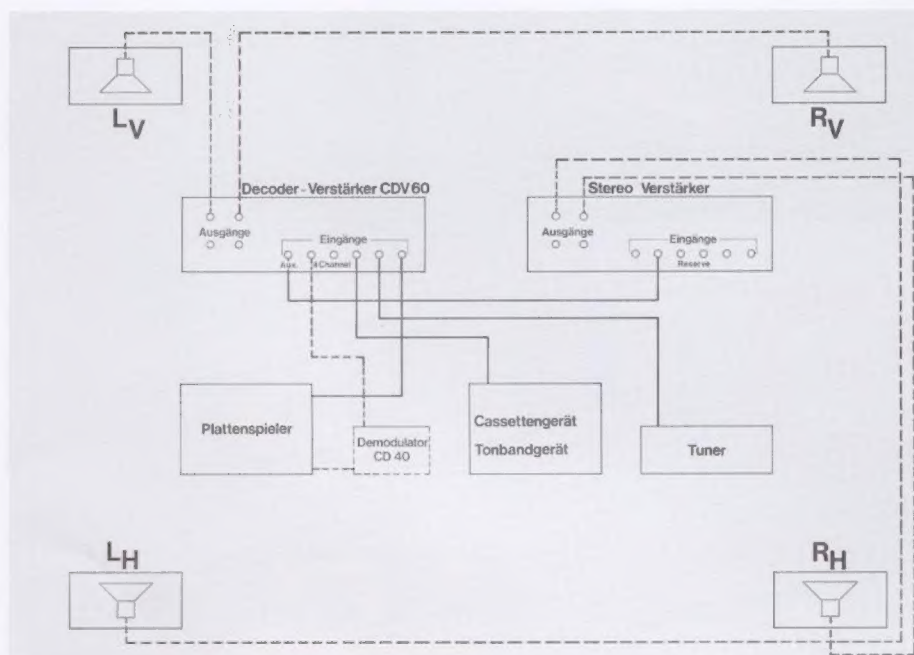 LV
RV
Decoder-Verstärker CDV 60
Stereo Verstärker
Ausgänge
Eingänge
Aux.
4 Channel
Ausgänge
Eingänge
Reserve
Plattenspieler
Demodulator
CD 40
Cassettengerät
Tonbandgerät
Tuner
LH
RH